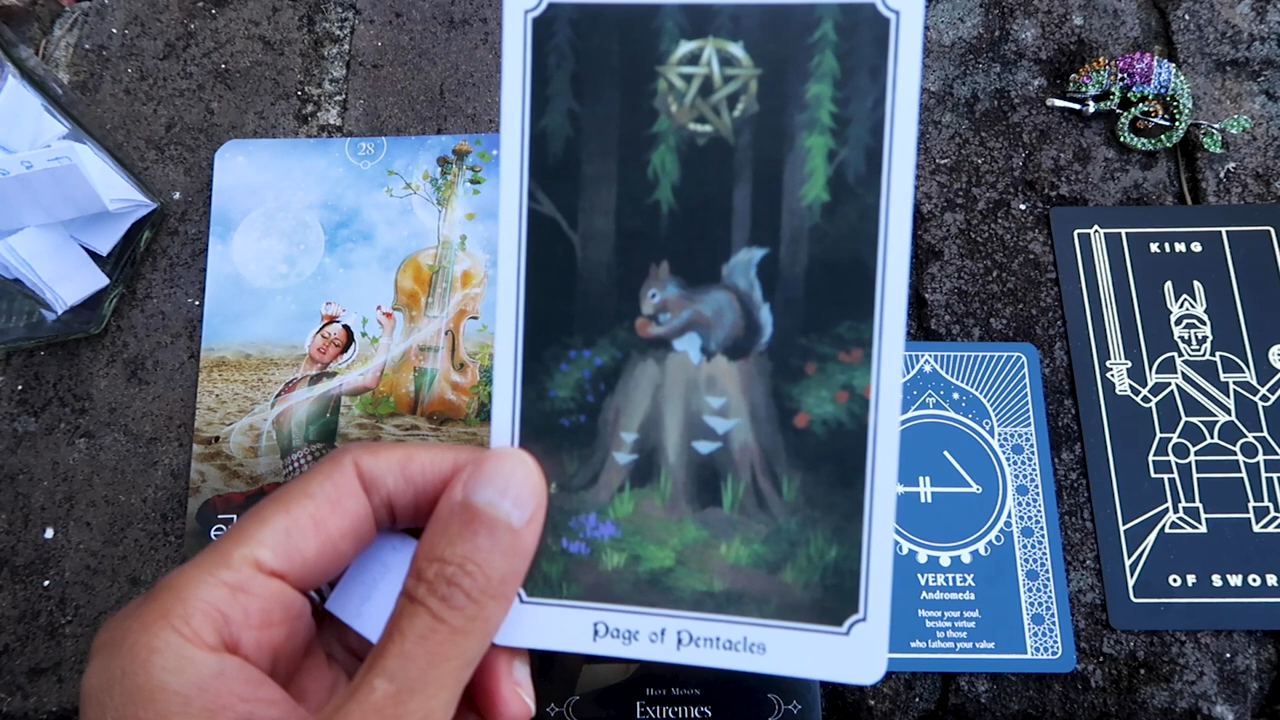 28
KING
OF SWOR
VERTEX
Andromeda
Honor your soul,
bestow virtue
to those
who fathom your value
Page of Pentacles
HOT MOON
Extremes